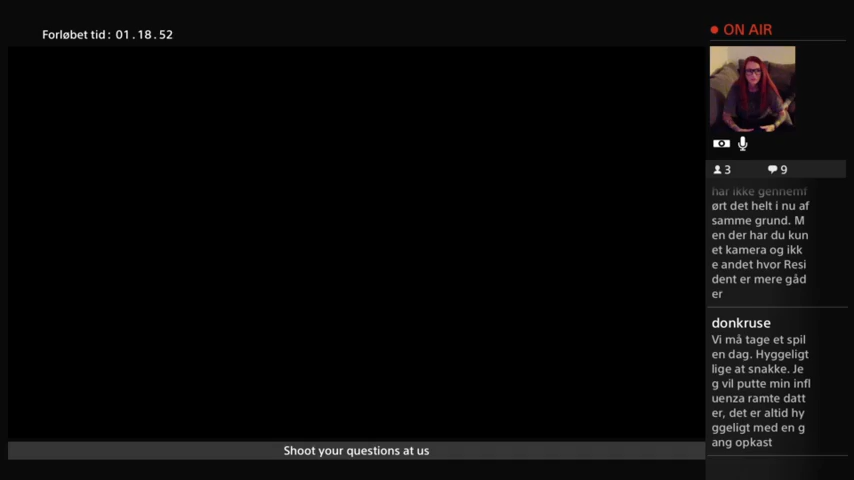 Forløbet tid: 01.18.52
ON AIR
3
9
har ikke gennemf
ørt det helt i nu af
samme grund. M
en der har du kun
et kamera og ikk
e andet hvor Resi
dent er mere gåd
er
donkruse
Vi må tage et spil
en dag. Hyggeligt
lige at snakke. Je
g vil putte min infl
uenza ramte datt
er, det er altid hy
ggeligt med en g
ang opkast
Shoot your questions at us